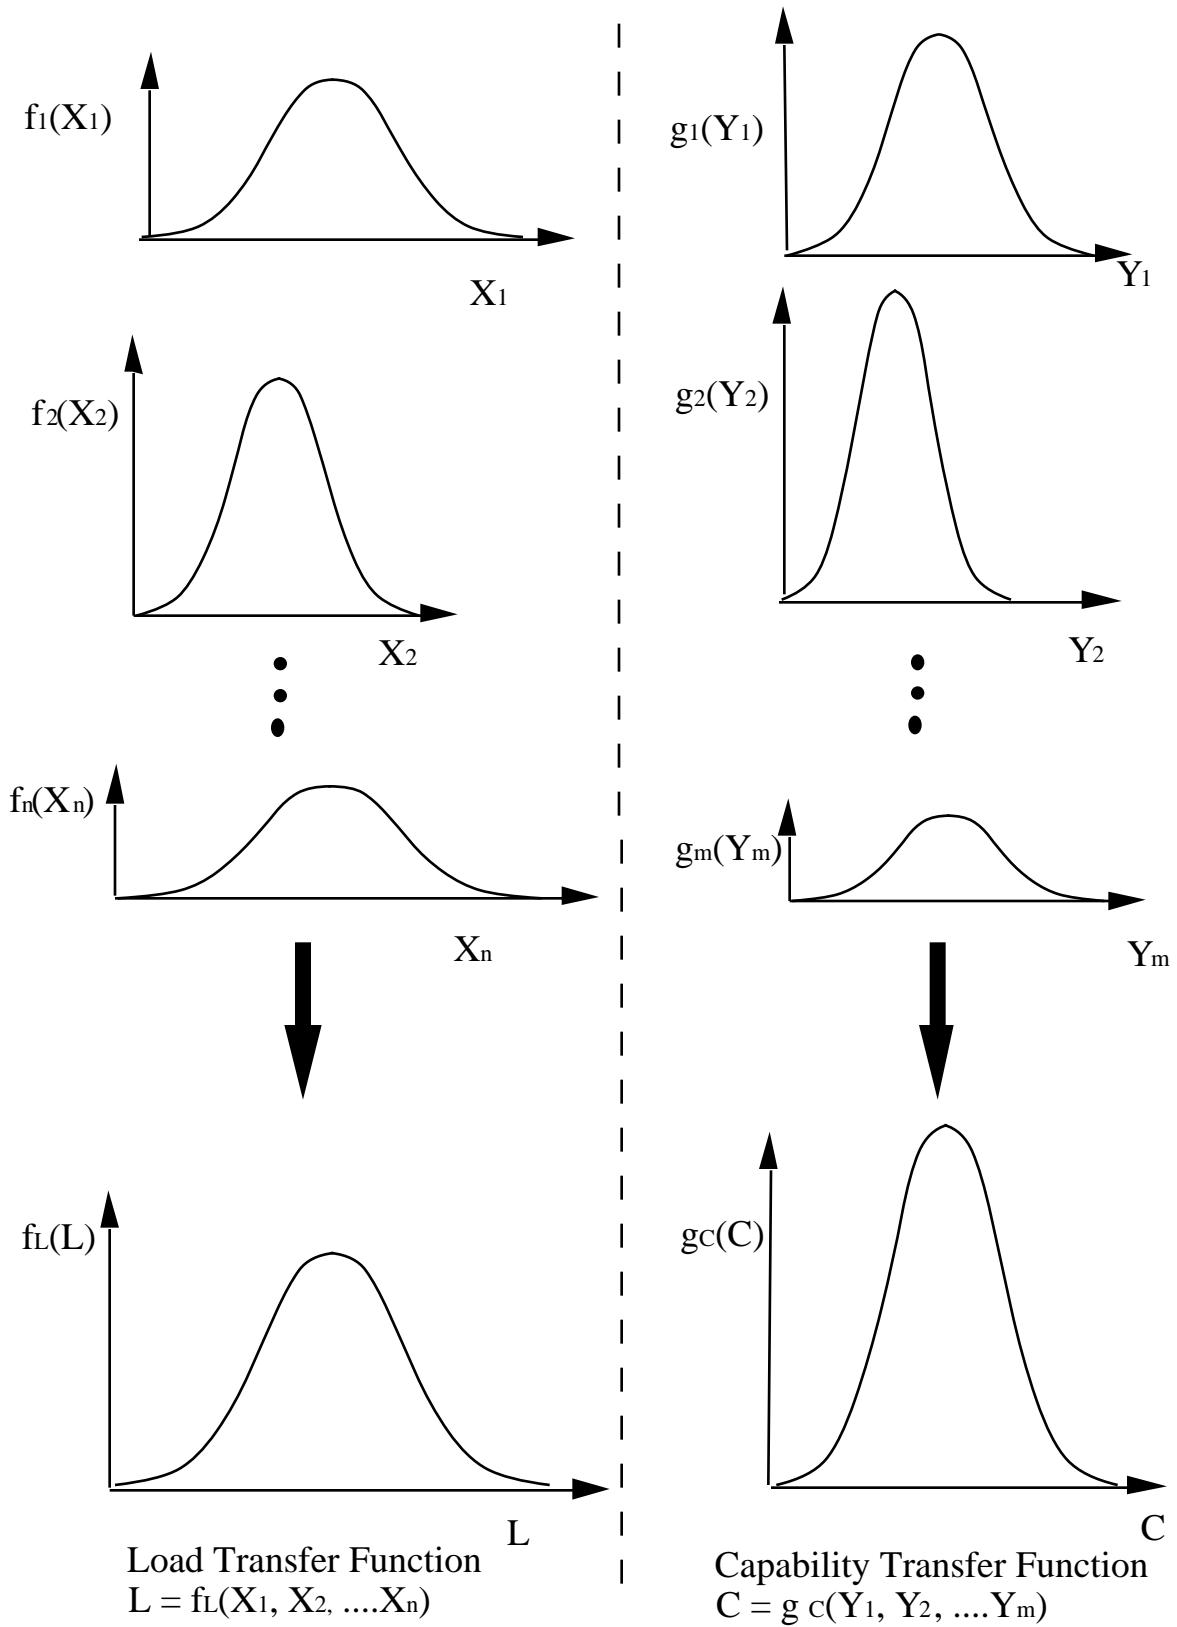 f1(X1)
X1
f2(X2)
X2
fn(Xn)
Xn
fL(L)
L
Load Transfer Function
L = fL(X1, X2, ....Xn)
g1(Y1)
Y1
g2(Y2)
Y2
gm(Ym)
Ym
gC(C)
C
Capability Transfer Function
C = g C(Y1, Y2, ....Ym)